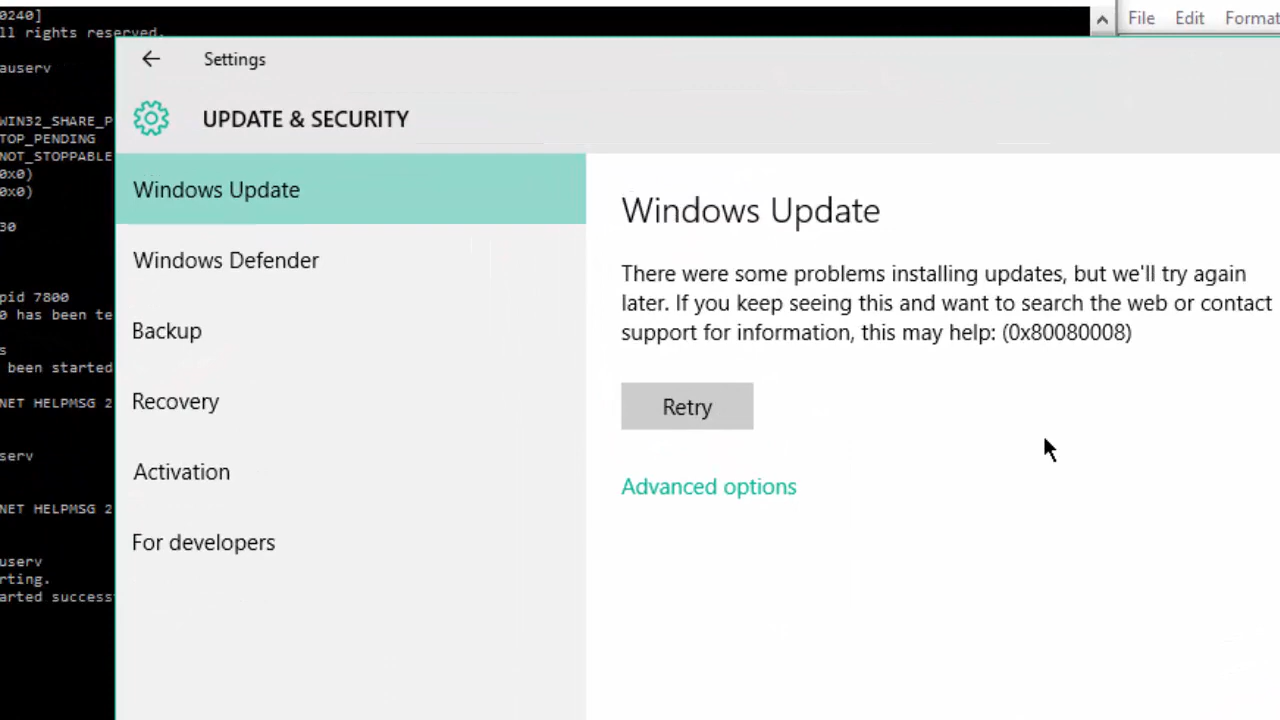 0240]
ll rights reserved.
auserv
WIN32_SHARE_P
TOP_PENDING
NOT_STOPPABLE
0x0)
0x0)
30
pid 7800
0 has been te
s
been started
NET HELPMSG 2
serv
NET HELPMSG 2
userv
rting.
arted success
File Edit Format
Settings
UPDATE & SECURITY
Windows Update
Windows Defender
Backup
Recovery
Activation
For developers
Windows Update
There were some problems installing updates, but we'll try again
later. If you keep seeing this and want to search the web or contact
support for information, this may help: (0x80080008)
Retry
Advanced options